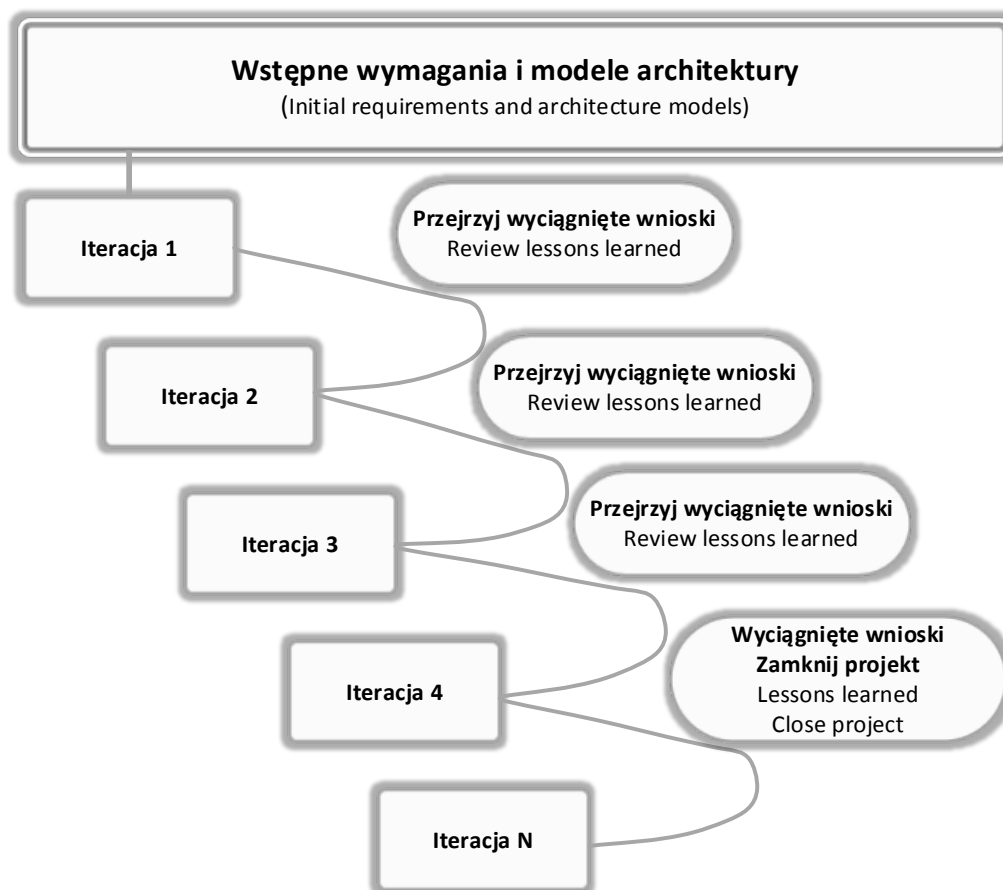 Wstępne wymagania i modele architektury
(Initial requirements and architecture models)
Iteracja 1
Przejrzyj wyciągnięte wnioski
Review lessons learned
Iteracja 2
Przejrzyj wyciągnięte wnioski
Review lessons learned
Iteracja 3
Przejrzyj wyciągnięte wnioski
Review lessons learned
Iteracja 4
Wyciągnięte wnioski
Zamknij projekt
Lessons learned
Close project
Iteracja N